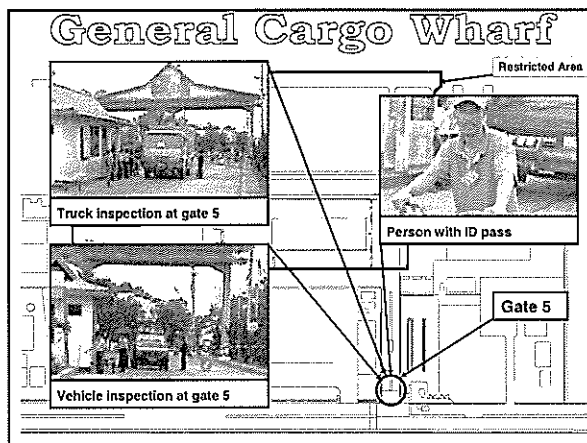 General Cargo Wharf
Restricted Area
Truck inspection at gate 5
Person with ID pass
Gate 5
Vehicle inspection at gate 5